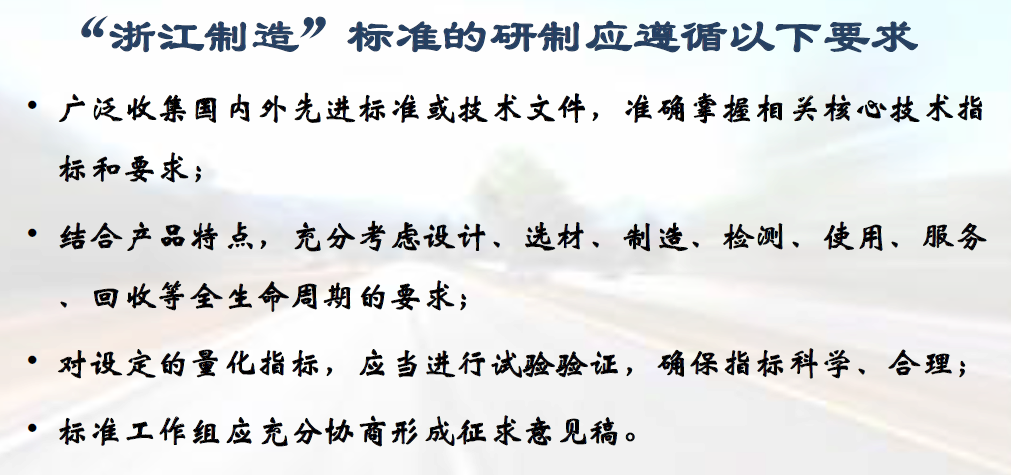 “浙江制造”标准的研制应遵循以下要求
• 广泛收集国内外先进标准或技术文件，准确掌握相关核心技术指
标和要求；
• 结合产品特点，充分考虑设计、选材、制造、检测、使用、服务
、回收等全生命周期的要求；
• 对设定的量化指标，应当进行试验验证，确保指标科学、合理；
• 标准工作组应充分协商形成征求意见稿。